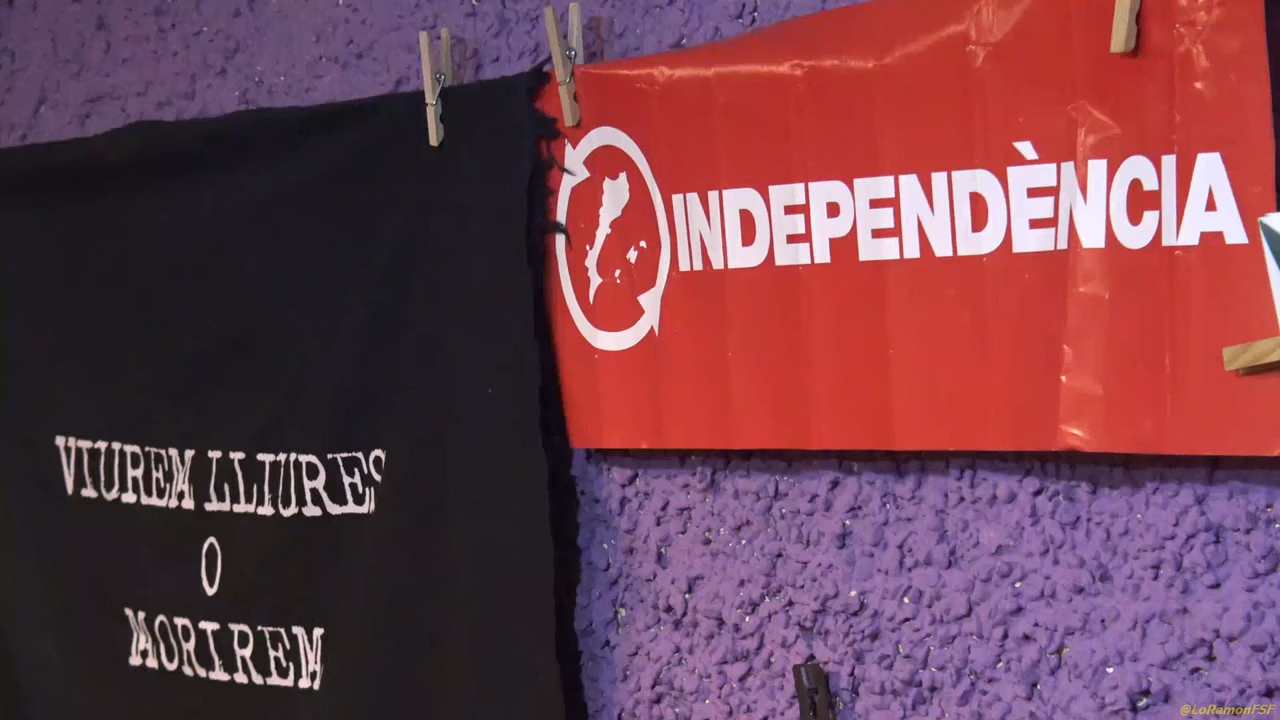 VIUREM LLIURES
O
MORIREM
INDEPENDÈNCIA
@LoRamonFSF